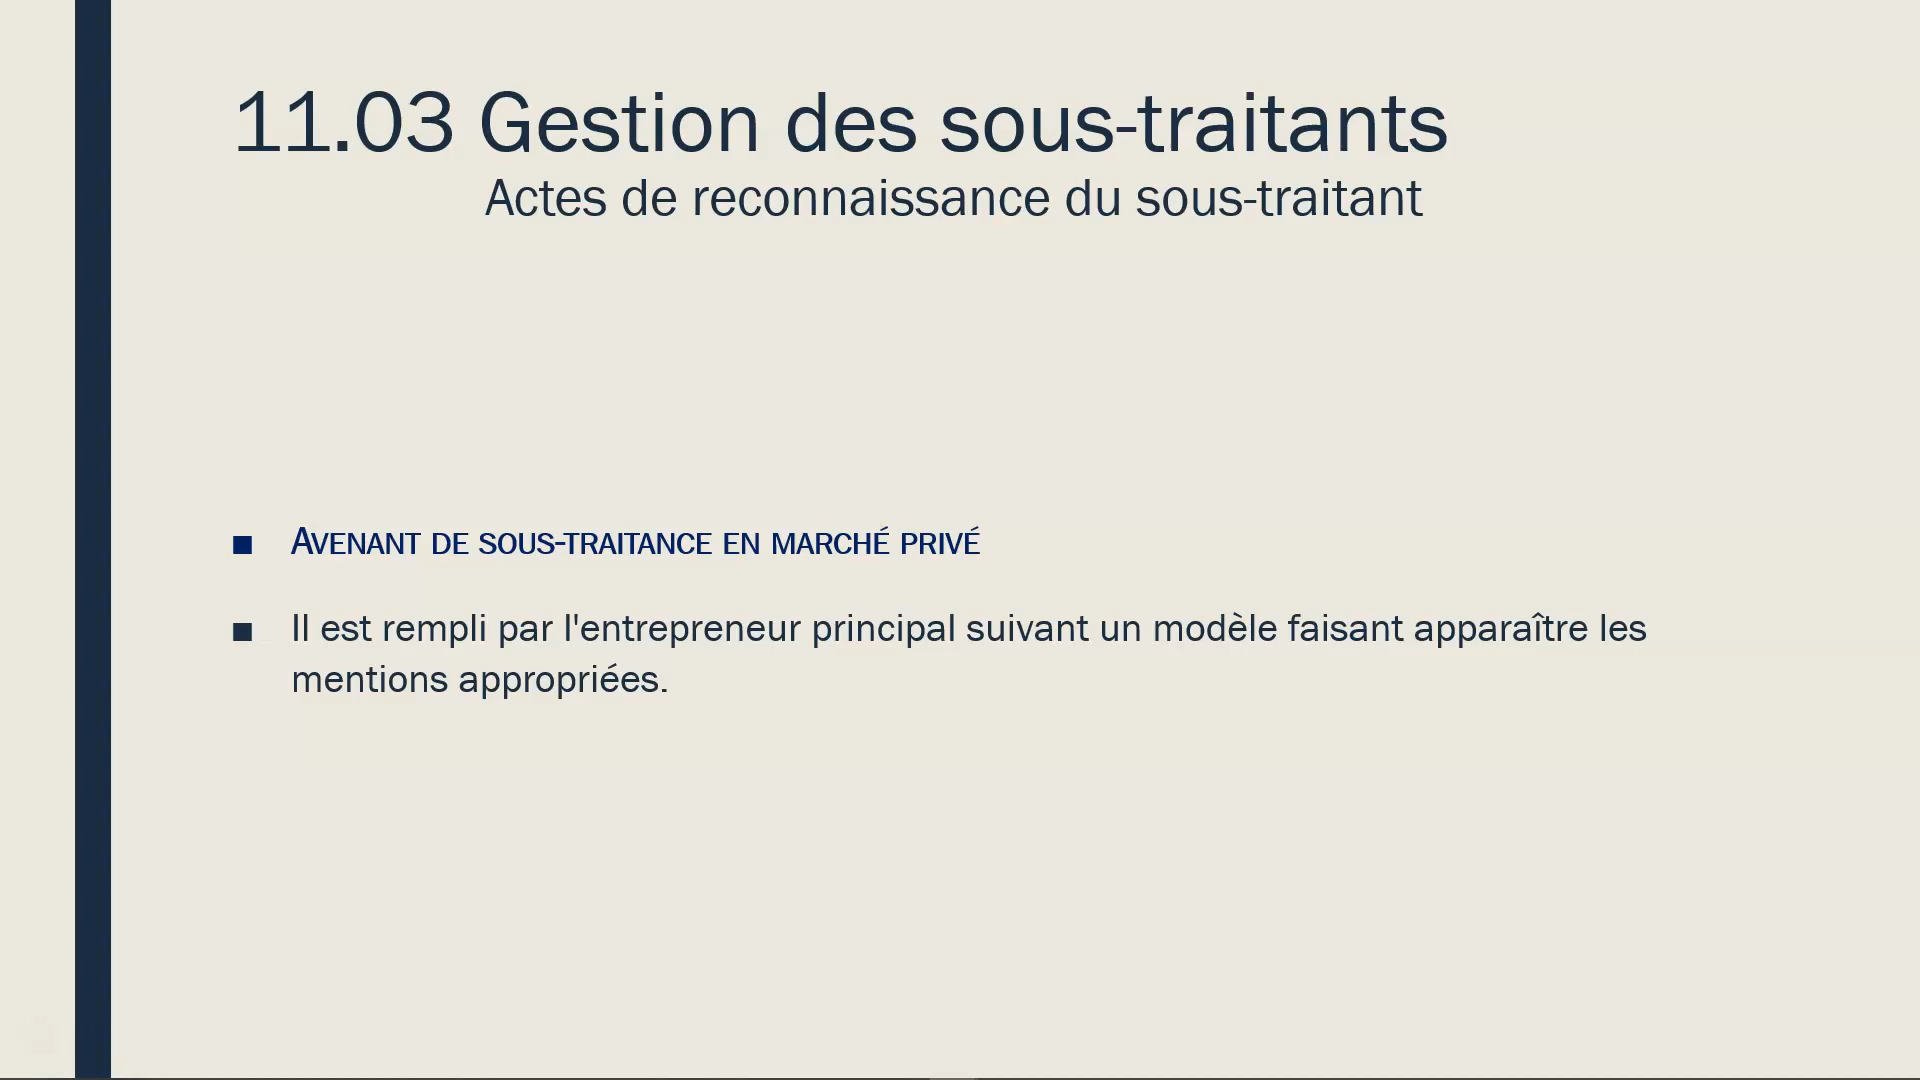 11.03 Gestion des sous-traitants
Actes de reconnaissance du sous-traitant
■ AVENANT DE SOUS-TRAITANCE EN MARCHÉ PRIVÉ
■ Il est rempli par l'entrepreneur principal suivant un modèle faisant apparaître les
mentions appropriées.